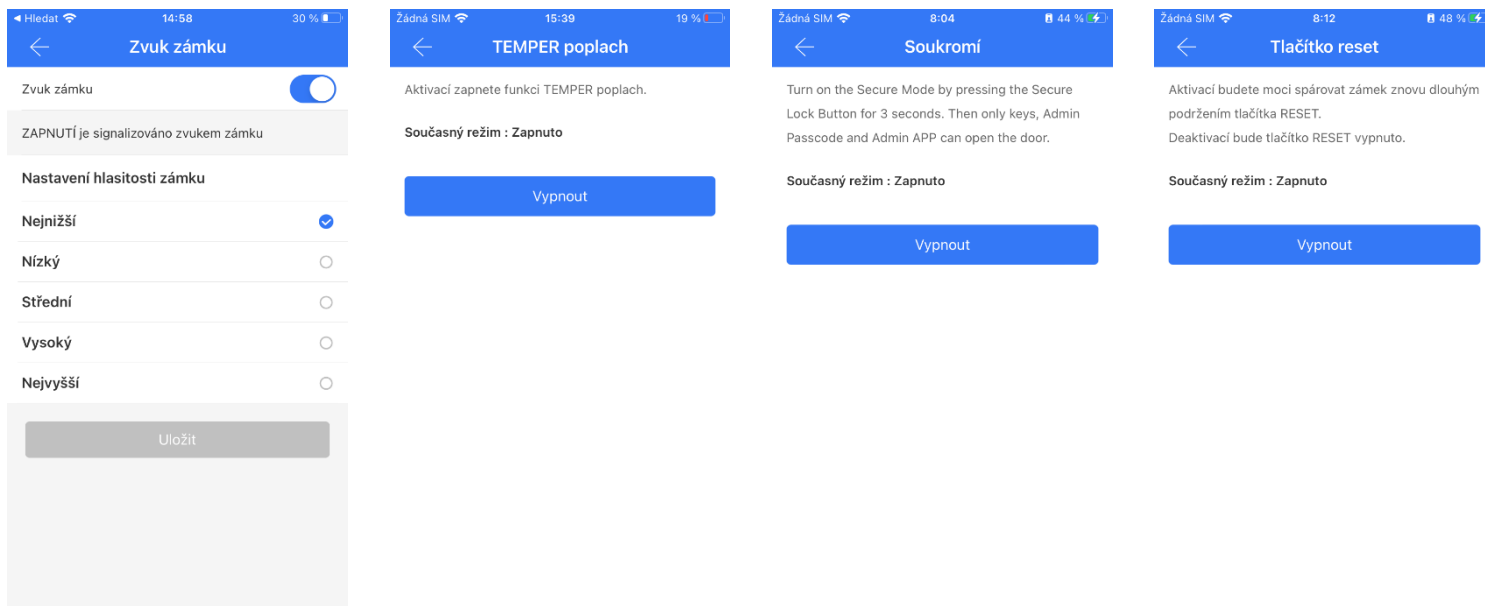 Hledat 14:58 30 %
Zvuk zámku
Zvuk zámku
ZAPNUTÍ je signalizováno zvukem zámku
Nastavení hlasitosti zámku
Nejnižší
Nízký
Střední
Vysoký
Nejvyšší
Uložit
Žádná SIM 15:39 19 %
TEMPER poplach
Aktivací zapnete funkci TEMPER poplach.
Současný režim : Zapnuto
Vypnout
Žádná SIM 8:04 44 %
Soukromí
Turn on the Secure Mode by pressing the Secure
Lock Button for 3 seconds. Then only keys, Admin
Passcode and Admin APP can open the door.
Současný režim : Zapnuto
Vypnout
Žádná SIM 8:12 48 %
Tlačítko reset
Aktivací budete moci spárovat zámek znovu dlouhým
podržením tlačítka RESET.
Deaktivací bude tlačítko RESET vypnuto.
Současný režim : Zapnuto
Vypnout